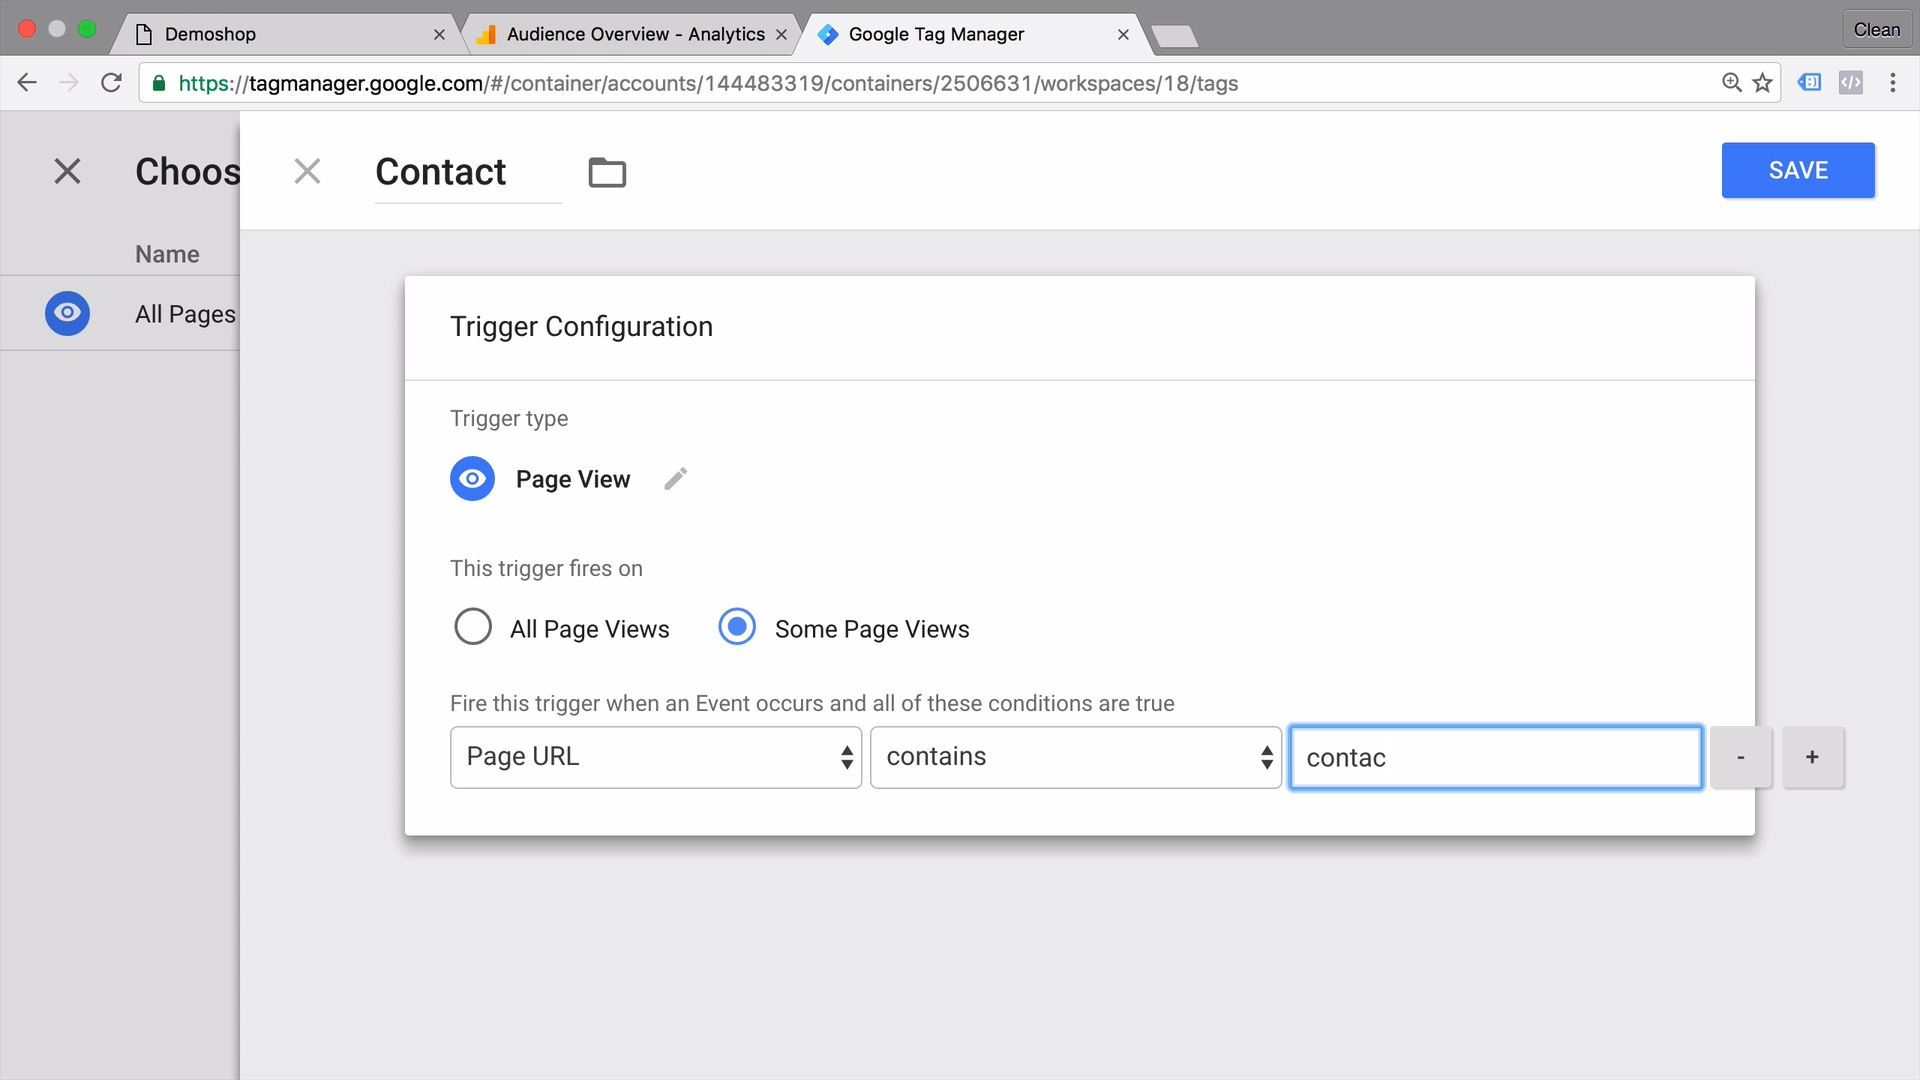 Demoshop
Audience Overview - Analytics
Google Tag Manager
Clean
https://tagmanager.google.com/#/container/accounts/144483319/containers/2506631/workspaces/18/tags
Choos
Contact
SAVE
Name
All Pages
Trigger Configuration
Trigger type
Page View
This trigger fires on
All Page Views
Some Page Views
Fire this trigger when an Event occurs and all of these conditions are true
Page URL
contains
contac
-
+